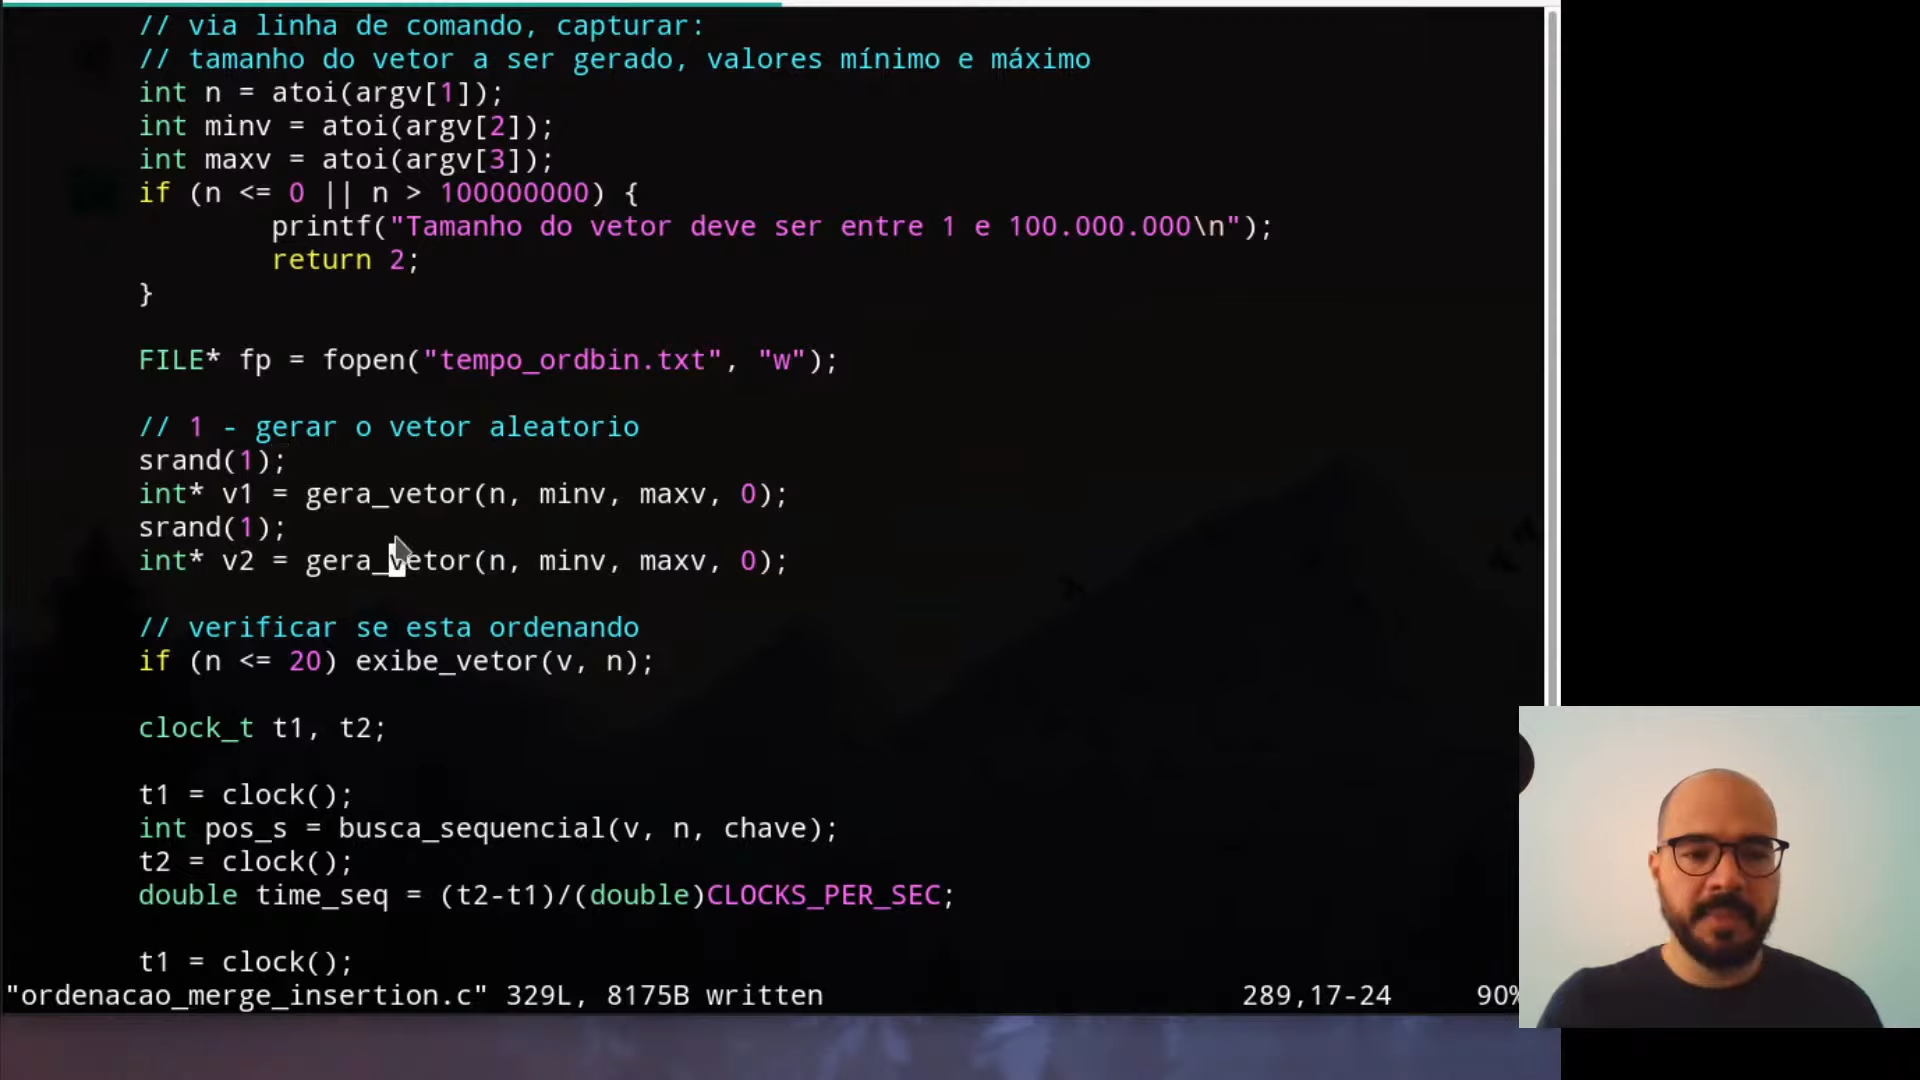 // via linha de comando, capturar:
// tamanho do vetor a ser gerado, valores mínimo e máximo
int n = atoi(argv[1]);
int minv = atoi(argv[2]);
int maxv = atoi(argv[3]);
if (n <= 0 || n > 100000000) {
printf("Tamanho do vetor deve ser entre 1 e 100.000.000\n");
return 2;
}
FILE* fp = fopen("tempo_ordbin.txt", "w");
// 1 - gerar o vetor aleatorio
srand(1);
int* v1 = gera_vetor(n, minv, maxv, 0);
srand(1);
int* v2 = gera_vetor(n, minv, maxv, 0);
// verificar se esta ordenando
if (n <= 20) exibe_vetor(v, n);
clock_t t1, t2;
t1 = clock();
int pos_s = busca_sequencial(v, n, chave);
t2 = clock();
double time_seq = (t2-t1)/(double)CLOCKS_PER_SEC;
t1 = clock();
"ordenacao_merge_insertion.c" 329L, 8175B written 289,17-24 90%